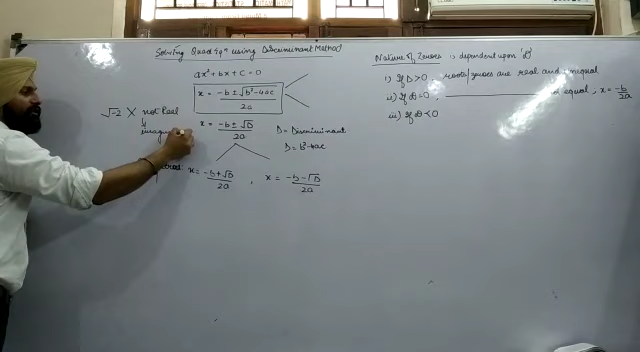 Solving Quad. Eqⁿ using Discriminant Method
ax² + bx + c = 0
x = -b ± √b² - 4ac / 2a
√-2 X not Real
x = -b ± √D / 2a
D = Discriminant
D = b² - 4ac
x = -b + √D / 2a , x = -b - √D / 2a
Nature of Zeroes is dependent upon 'D'
i) If D > 0, roots/zeroes are real and unequal
ii) If D = 0, equal, x = -b / 2a
iii) If D < 0